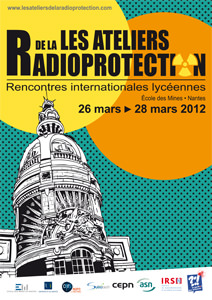 www.lesateliersdelaradioprotection.com
DE LA LES ATELIERS
RADIOPROTECTION
Rencontres internationales lycéennes
École des Mines • Nantes
26 mars ▶ 28 mars 2012
cepn
asn
IRSN